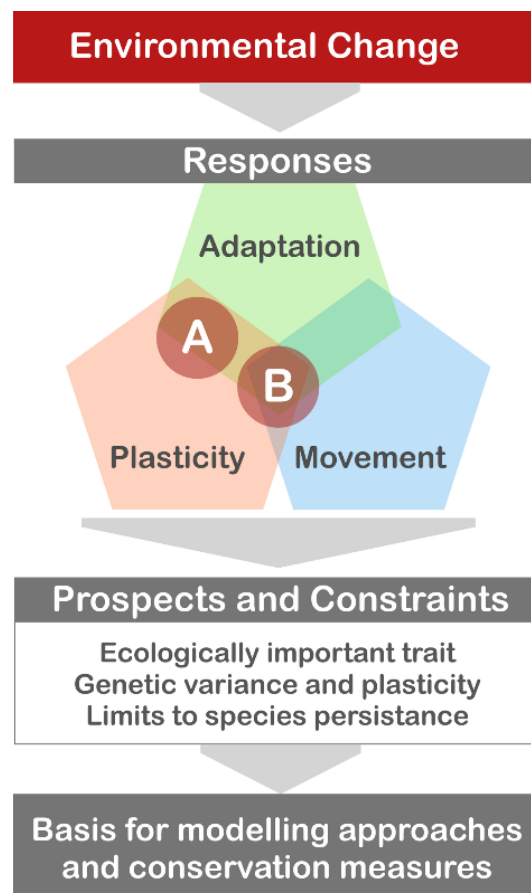 Environmental Change
Responses
Adaptation
A
B
Plasticity
Movement
Prospects and Constraints
Ecologically important trait
Genetic variance and plasticity
Limits to species persistance
Basis for modelling approaches
and conservation measures